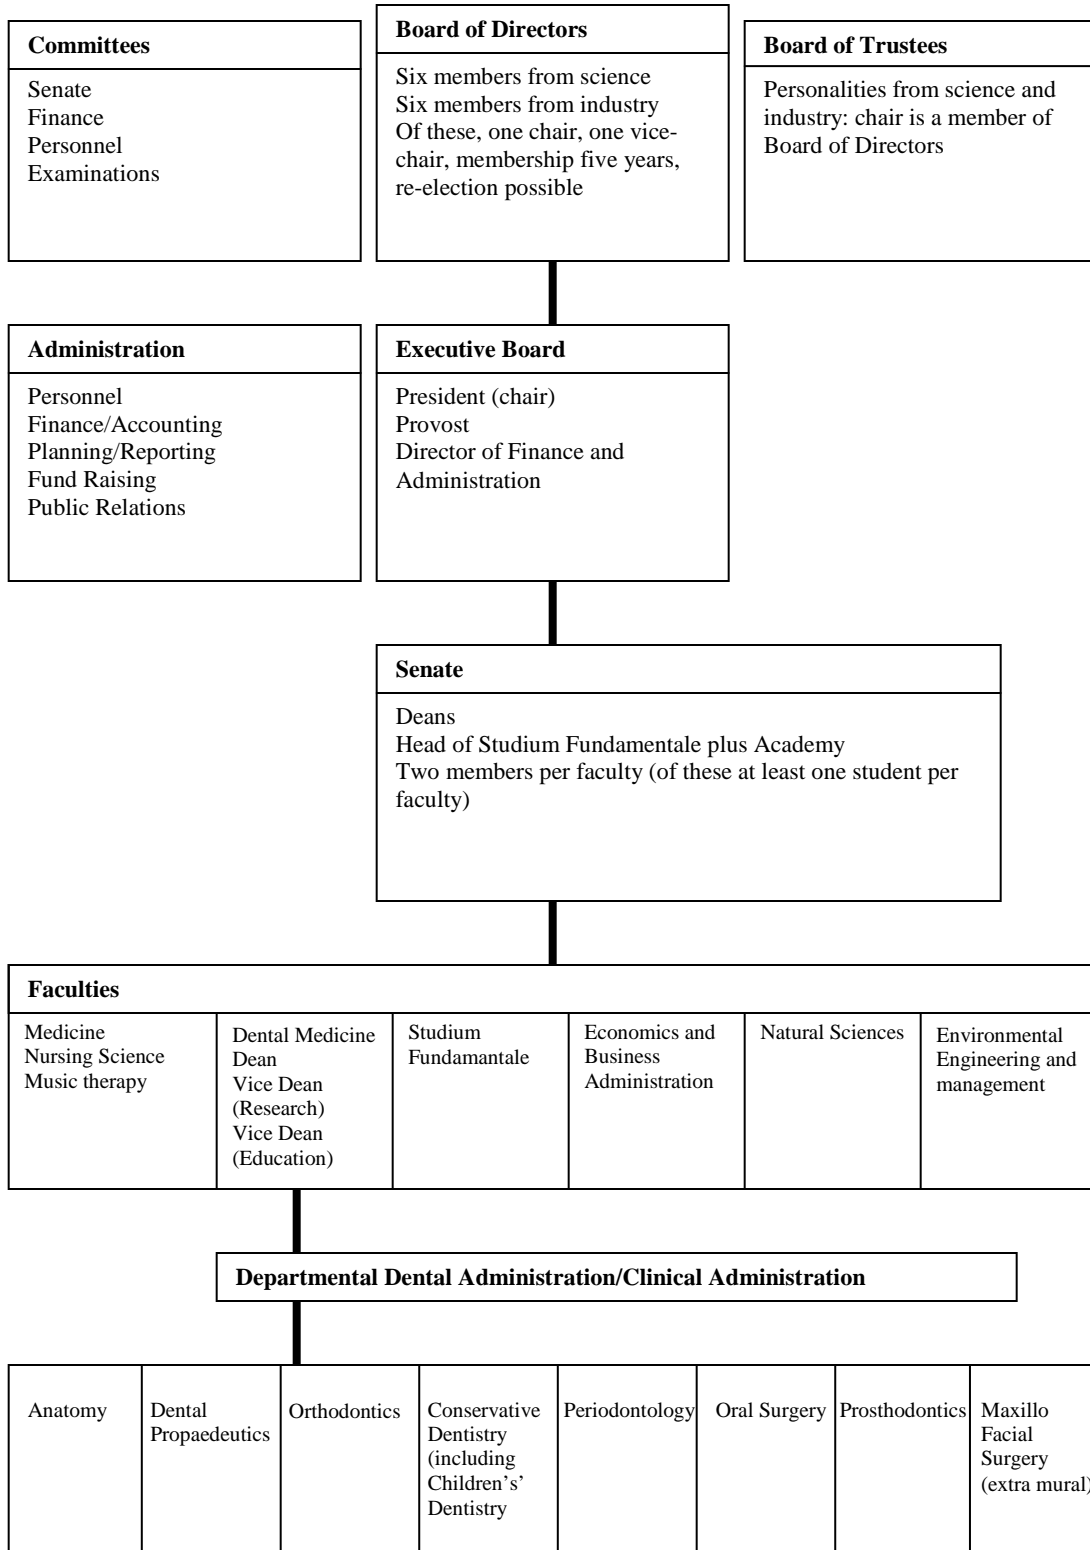 Committees
Senate
Finance
Personnel
Examinations
Board of Directors
Six members from science
Six members from industry
Of these, one chair, one vice-
chair, membership five years,
re-election possible
Board of Trustees
Personalities from science and
industry: chair is a member of
Board of Directors
Administration
Personnel
Finance/Accounting
Planning/Reporting
Fund Raising
Public Relations
Executive Board
President (chair)
Provost
Director of Finance and
Administration
Senate
Deans
Head of Studium Fundamentale plus Academy
Two members per faculty (of these at least one student per
faculty)
Faculties
Medicine
Nursing Science
Music therapy
Dental Medicine
Dean
Vice Dean
(Research)
Vice Dean
(Education)
Studium
Fundamantale
Economics and
Business
Administration
Natural Sciences
Environmental
Engineering and
management
Departmental Dental Administration/Clinical Administration
Anatomy
Dental
Propaedeutics
Orthodontics
Conservative
Dentistry
(including
Children’s’
Dentistry
Periodontology
Oral Surgery
Prosthodontics
Maxillo
Facial
Surgery
(extra mural)